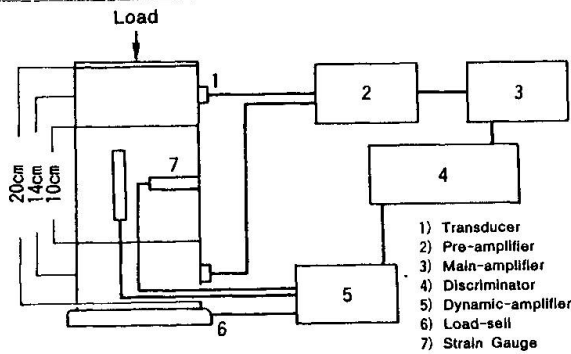 Load
1
2
3
4
5
6
7
20cm
14cm
10cm
1) Transducer
2) Pre-amplifier
3) Main-amplifier
4) Discriminator
5) Dynamic-amplifier
6) Load-sell
7) Strain Gauge